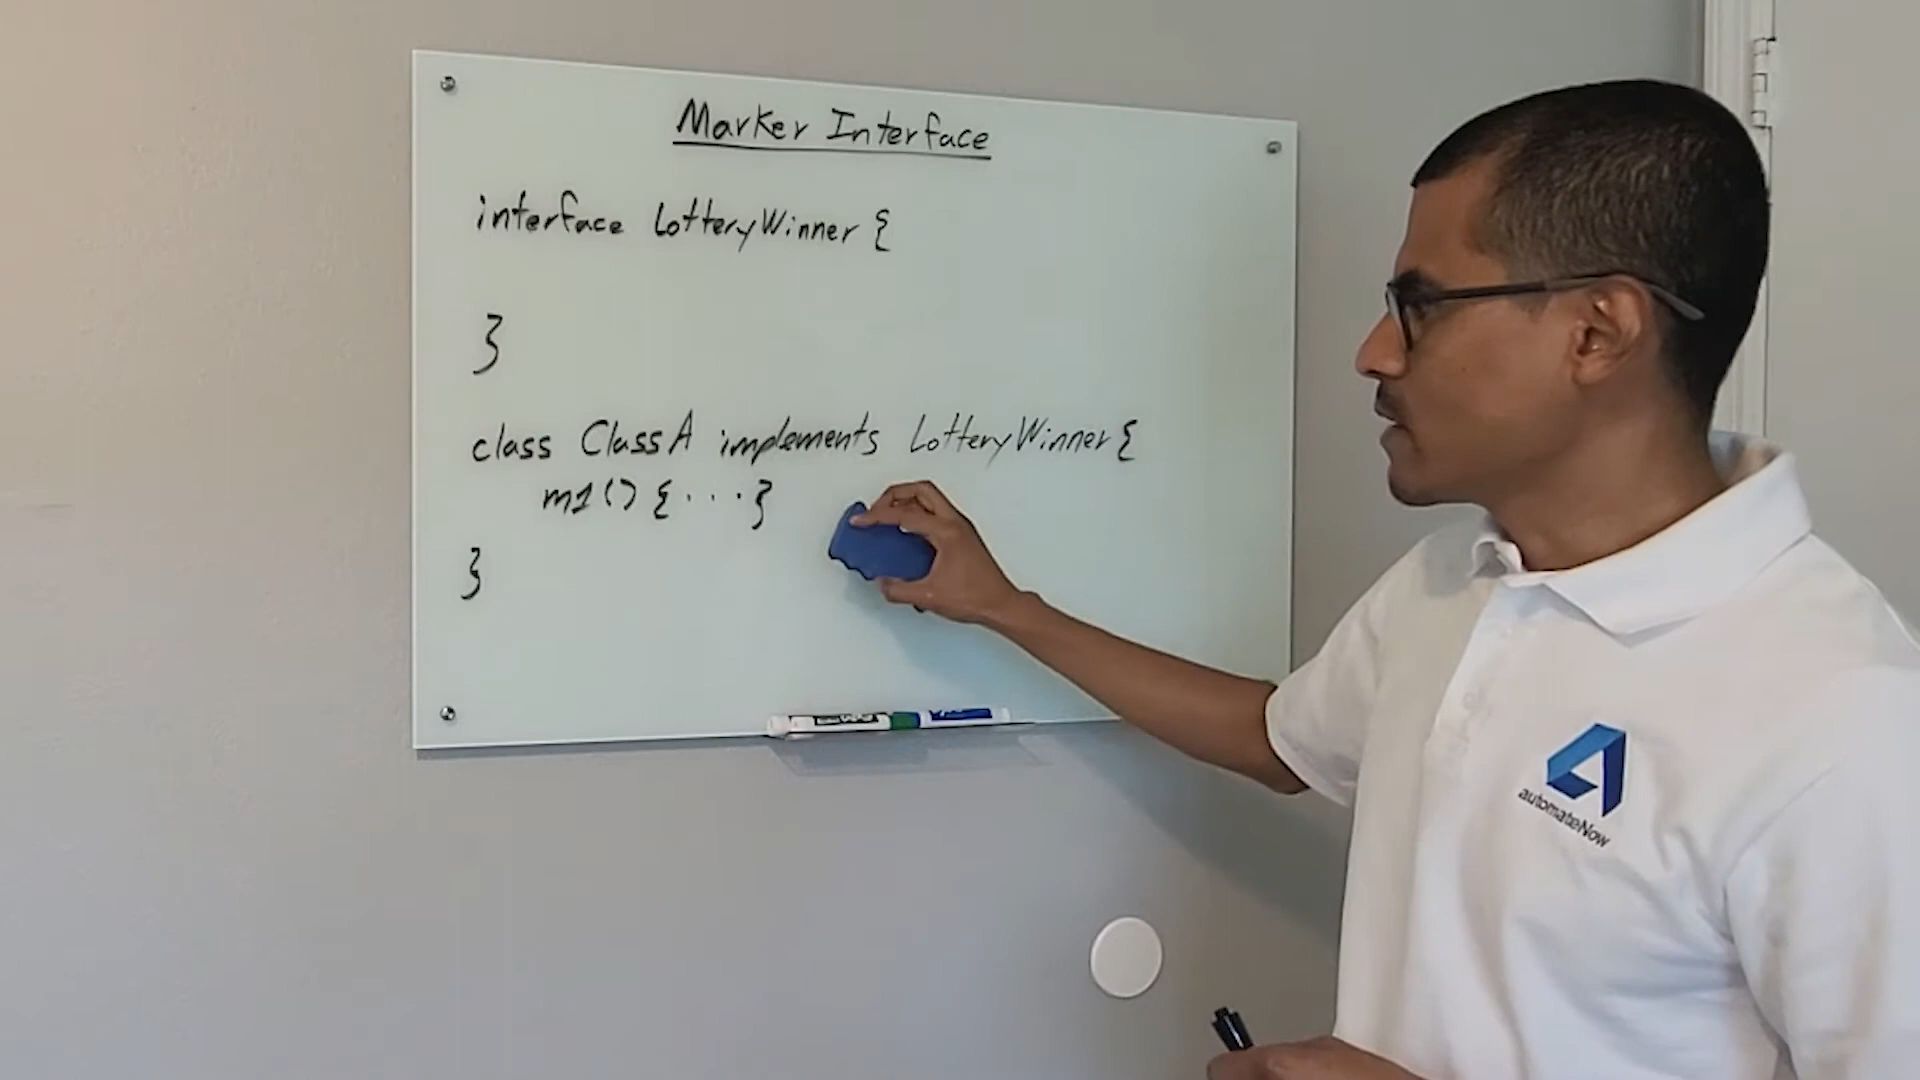 Marker Interface
interface LotteryWinner {
}
class ClassA implements LotteryWinner {
m1() { ... }
}
automateNow